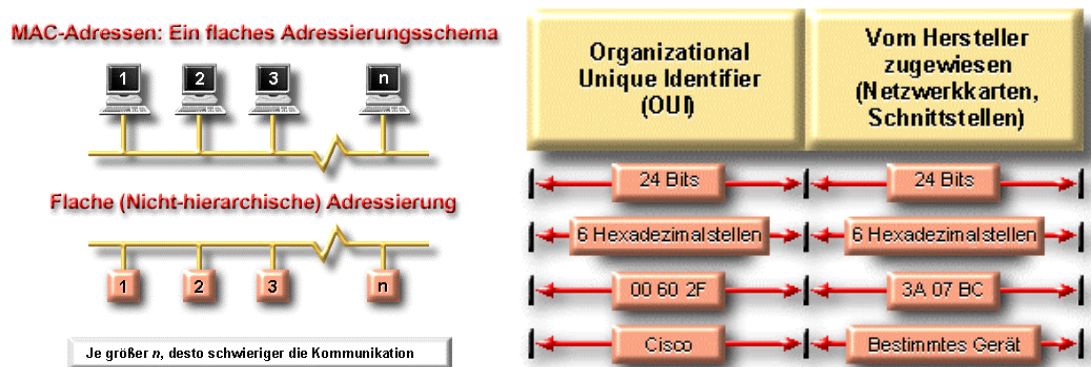 MAC-Adressen: Ein flaches Adressierungsschema
1 2 3 n
Flache (Nicht-hierarchische) Adressierung
1 2 3 n
Je größer n, desto schwieriger die Kommunikation
Organizational
Unique Identifier
(OUI)
Vom Hersteller
zugewiesen
(Netzwerkkarten,
Schnittstellen)
24 Bits 24 Bits
6 Hexadezimalstellen 6 Hexadezimalstellen
00 60 2F 3A 07 BC
Cisco Bestimmtes Gerät